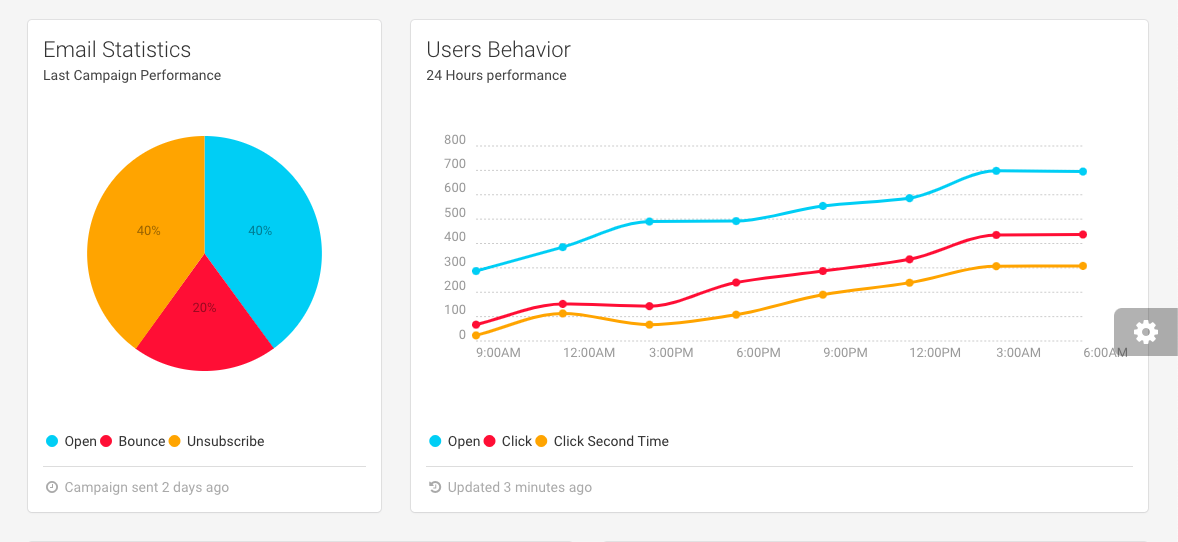 Email Statistics
Last Campaign Performance
40%
40%
20%
Open Bounce Unsubscribe
Campaign sent 2 days ago
Users Behavior
24 Hours performance
800
700
600
500
400
300
200
100
0
9:00AM 12:00AM 3:00PM 6:00PM 9:00PM 12:00PM 3:00AM 6:00AM
Open Click Click Second Time
Updated 3 minutes ago